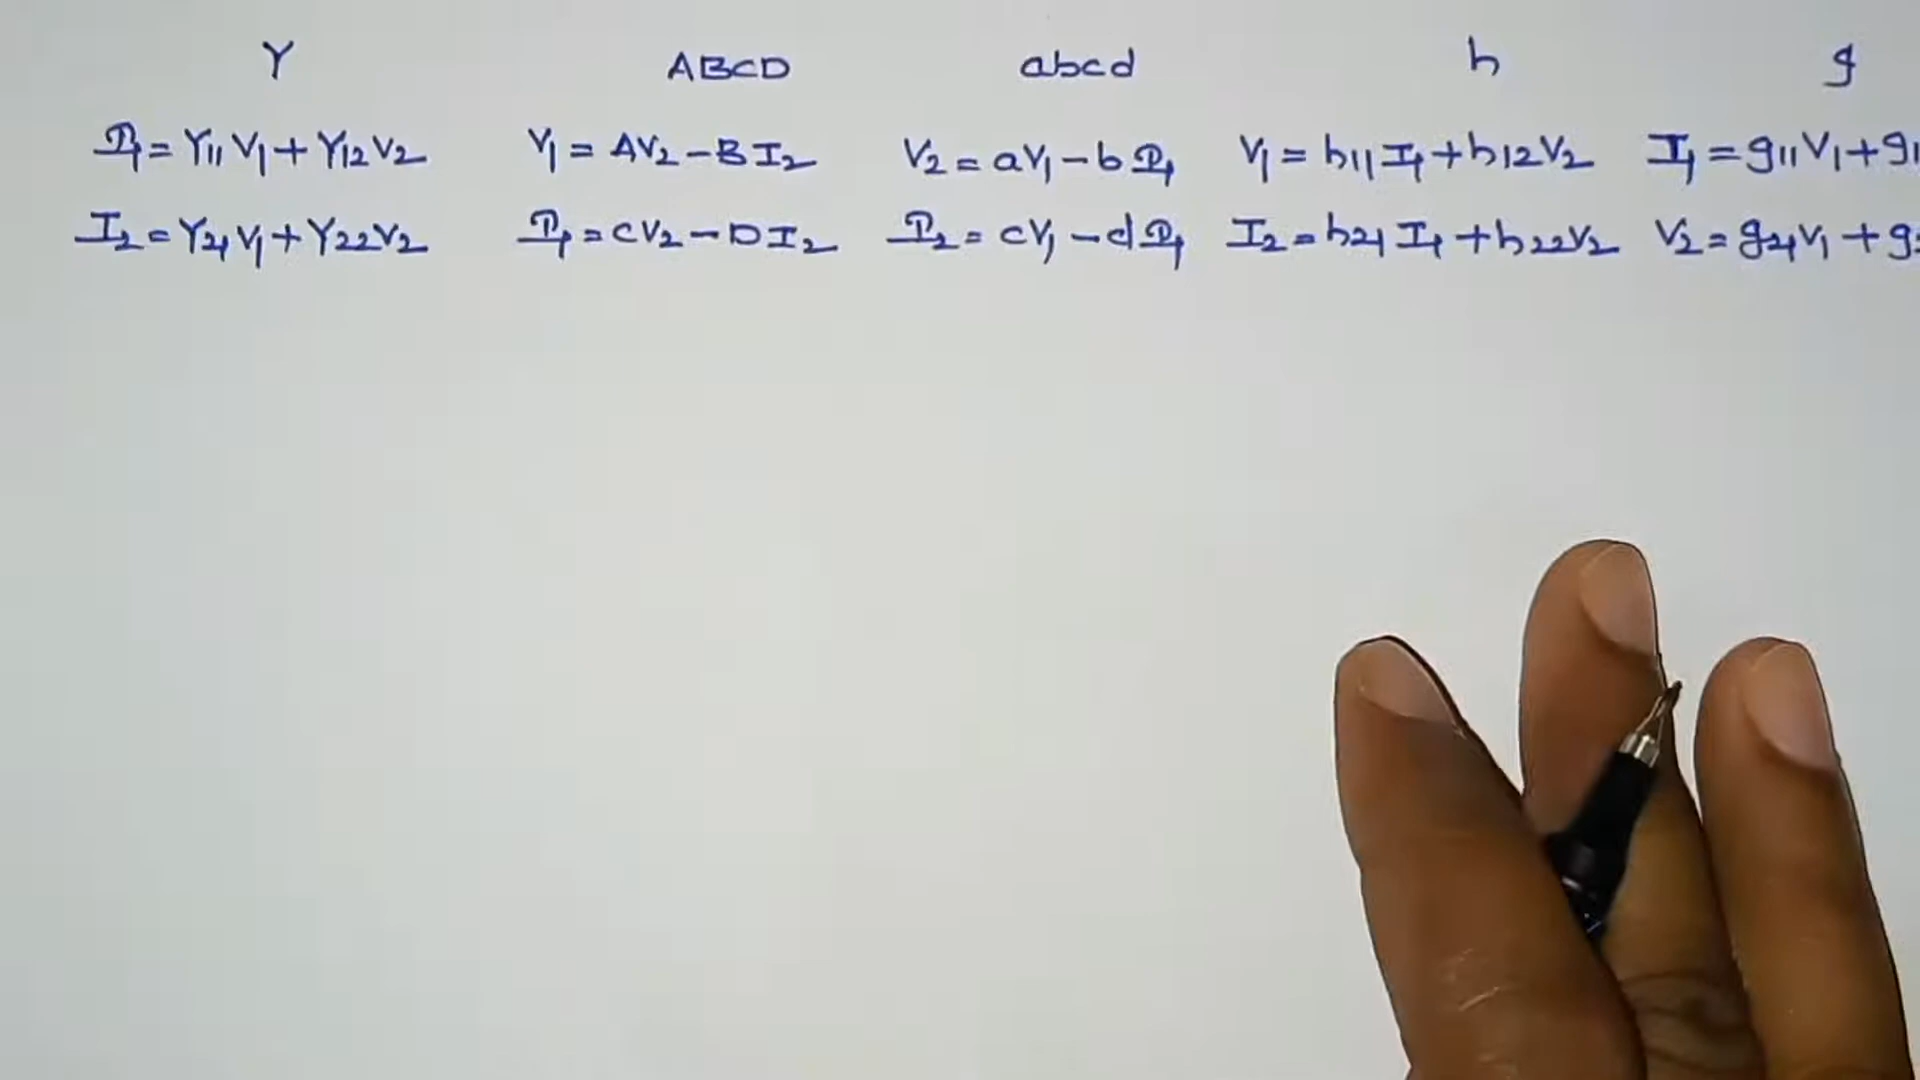 Y ABCD abcd h g
I1 = Y11 V1 + Y12 V2 V1 = AV2 - BI2 V2 = aV1 - bI1 V1 = h11 I1 + h12 V2 I1 = g11 V1 + g1
I2 = Y21 V1 + Y22 V2 I1 = CV2 - DI2 I2 = cV1 - dI1 I2 = h21 I1 + h22 V2 V2 = g21 V1 + g2